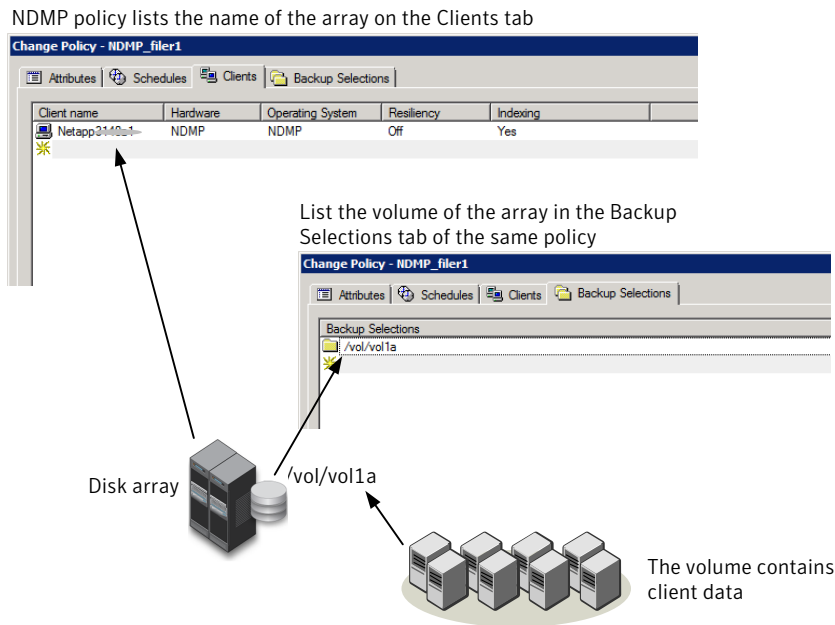 NDMP policy lists the name of the array on the Clients tab
Change Policy - NDMP_filer1
Attributes Schedules Clients Backup Selections
Client name Hardware Operating System Resiliency Indexing
NDMP NDMP Off Yes
List the volume of the array in the Backup
Selections tab of the same policy
Change Policy - NDMP_filer1
Attributes Schedules Clients Backup Selections
Backup Selections
/vol/vol1a
Disk array
/vol/vol1a
The volume contains
client data